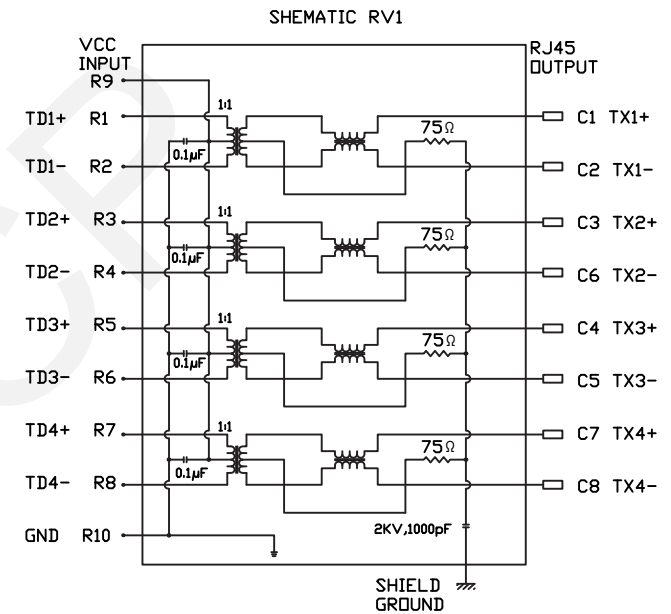 SHEMATIC RV1
VCC
INPUT
RJ45
OUTPUT
R9
TD1+ R1
1:1
75Ω
C1 TX1+
0.1µF
TD1- R2
C2 TX1-
TD2+ R3
1:1
75Ω
C3 TX2+
0.1µF
TD2- R4
C6 TX2-
TD3+ R5
1:1
75Ω
C4 TX3+
0.1µF
TD3- R6
C5 TX3-
TD4+ R7
1:1
75Ω
C7 TX4+
0.1µF
TD4- R8
C8 TX4-
GND R10
2KV,1000pF
SHIELD
GROUND